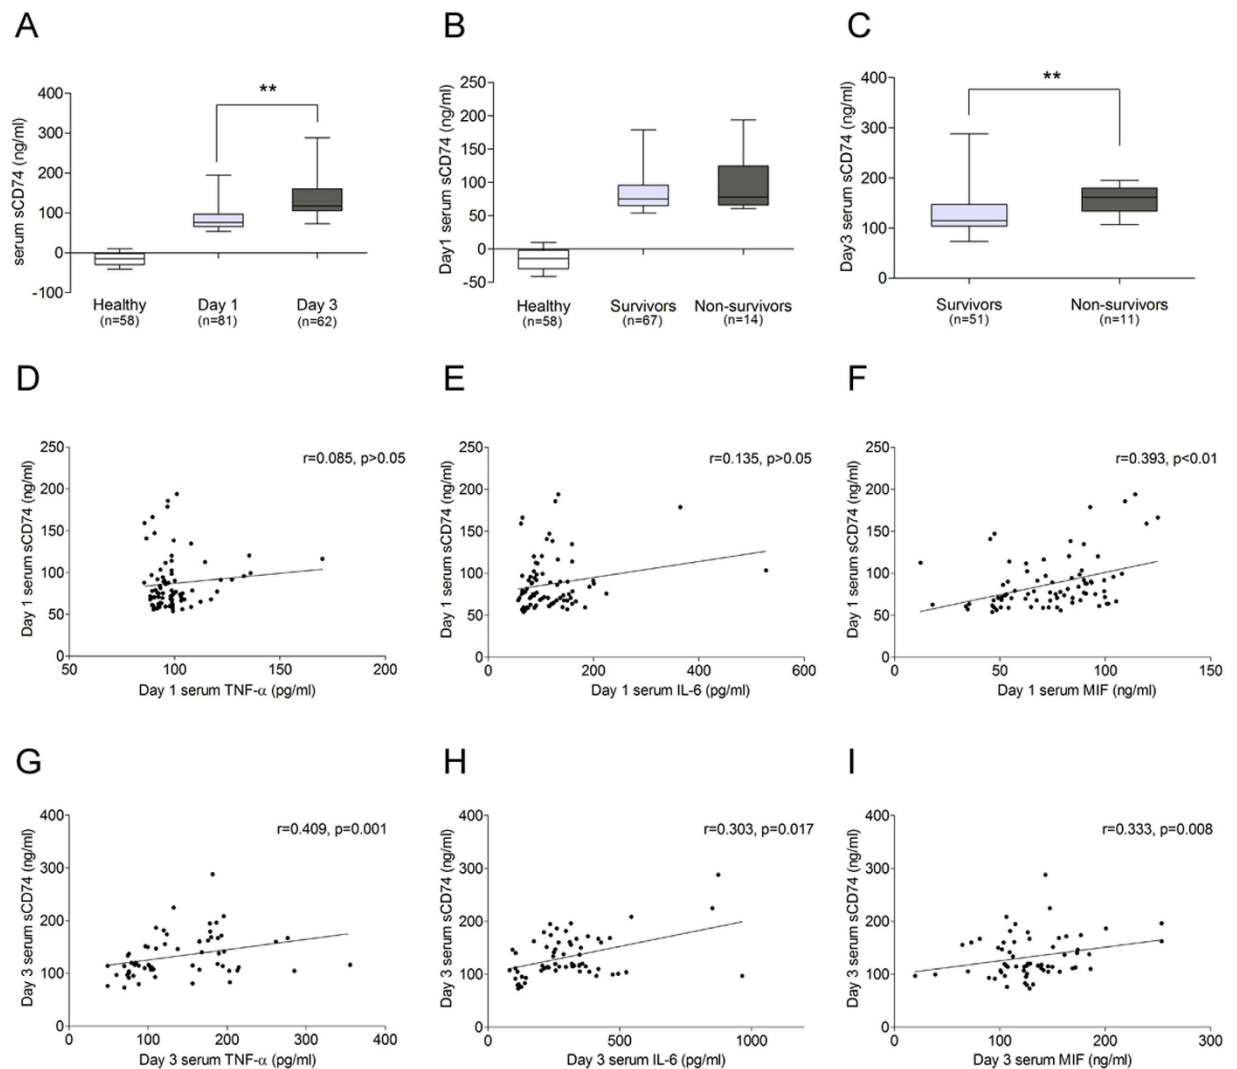 A
serum sCD74 (ng/ml)
400
300
200
100
0
-100
**
Healthy
(n=58)
Day 1
(n=81)
Day 3
(n=62)
B
Day1 serum sCD74 (ng/ml)
250
200
150
100
50
0
-50
Healthy
(n=58)
Survivors
(n=67)
Non-survivors
(n=14)
C
Day3 serum sCD74 (ng/ml)
400
300
200
100
0
**
Survivors
(n=51)
Non-survivors
(n=11)
D
Day 1 serum sCD74 (ng/ml)
250
200
150
100
50
0
r=0.085, p>0.05
50 100 150 200
Day 1 serum TNF-α (pg/ml)
E
Day 1 serum sCD74 (ng/ml)
250
200
150
100
50
0
r=0.135, p>0.05
0 200 400 600
Day 1 serum IL-6 (pg/ml)
F
Day 1 serum sCD74 (ng/ml)
250
200
150
100
50
0
r=0.393, p<0.01
0 50 100 150
Day 1 serum MIF (ng/ml)
G
Day 3 serum sCD74 (ng/ml)
400
300
200
100
0
r=0.409, p=0.001
0 100 200 300 400
Day 3 serum TNF-α (pg/ml)
H
Day 3 serum sCD74 (ng/ml)
400
300
200
100
0
r=0.303, p=0.017
0 500 1000
Day 3 serum IL-6 (pg/ml)
I
Day 3 serum sCD74 (ng/ml)
400
300
200
100
0
r=0.333, p=0.008
0 100 200 300
Day 3 serum MIF (ng/ml)